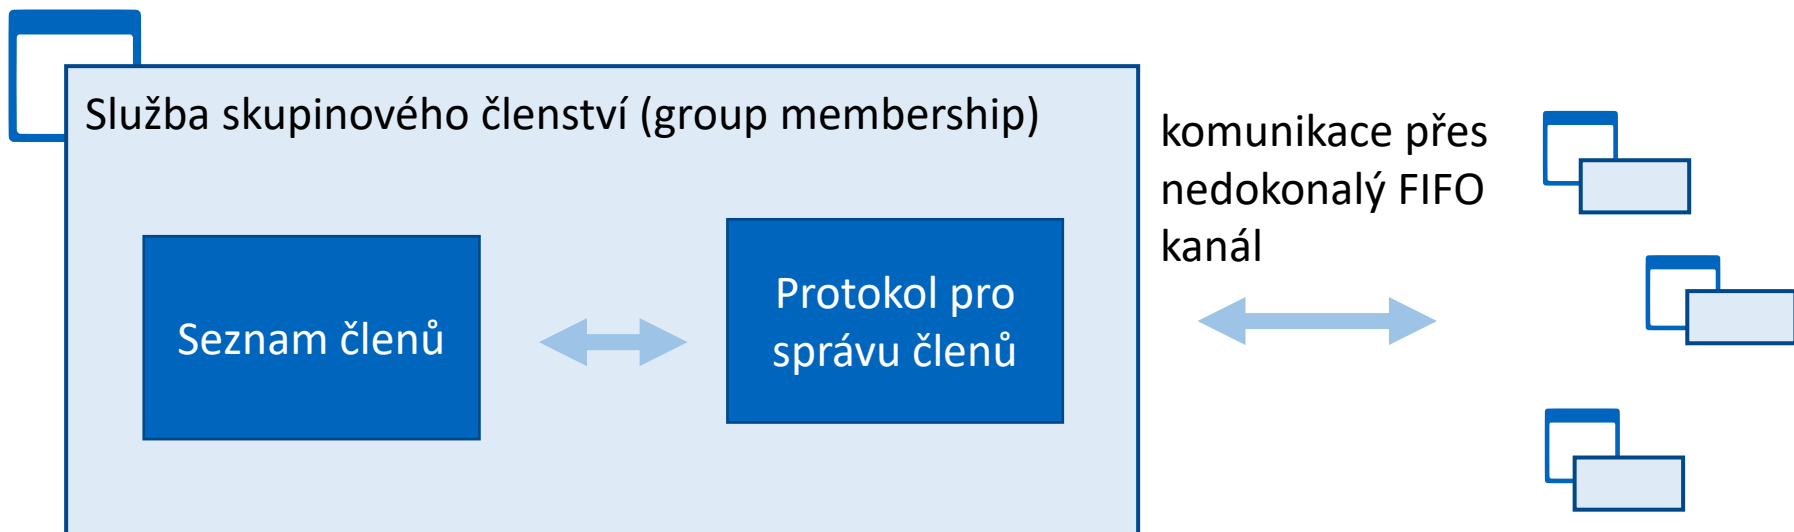 Služba skupinového členství (group membership)
komunikace přes
nedokonalý FIFO
kanál
Seznam členů
Protokol pro
správu členů